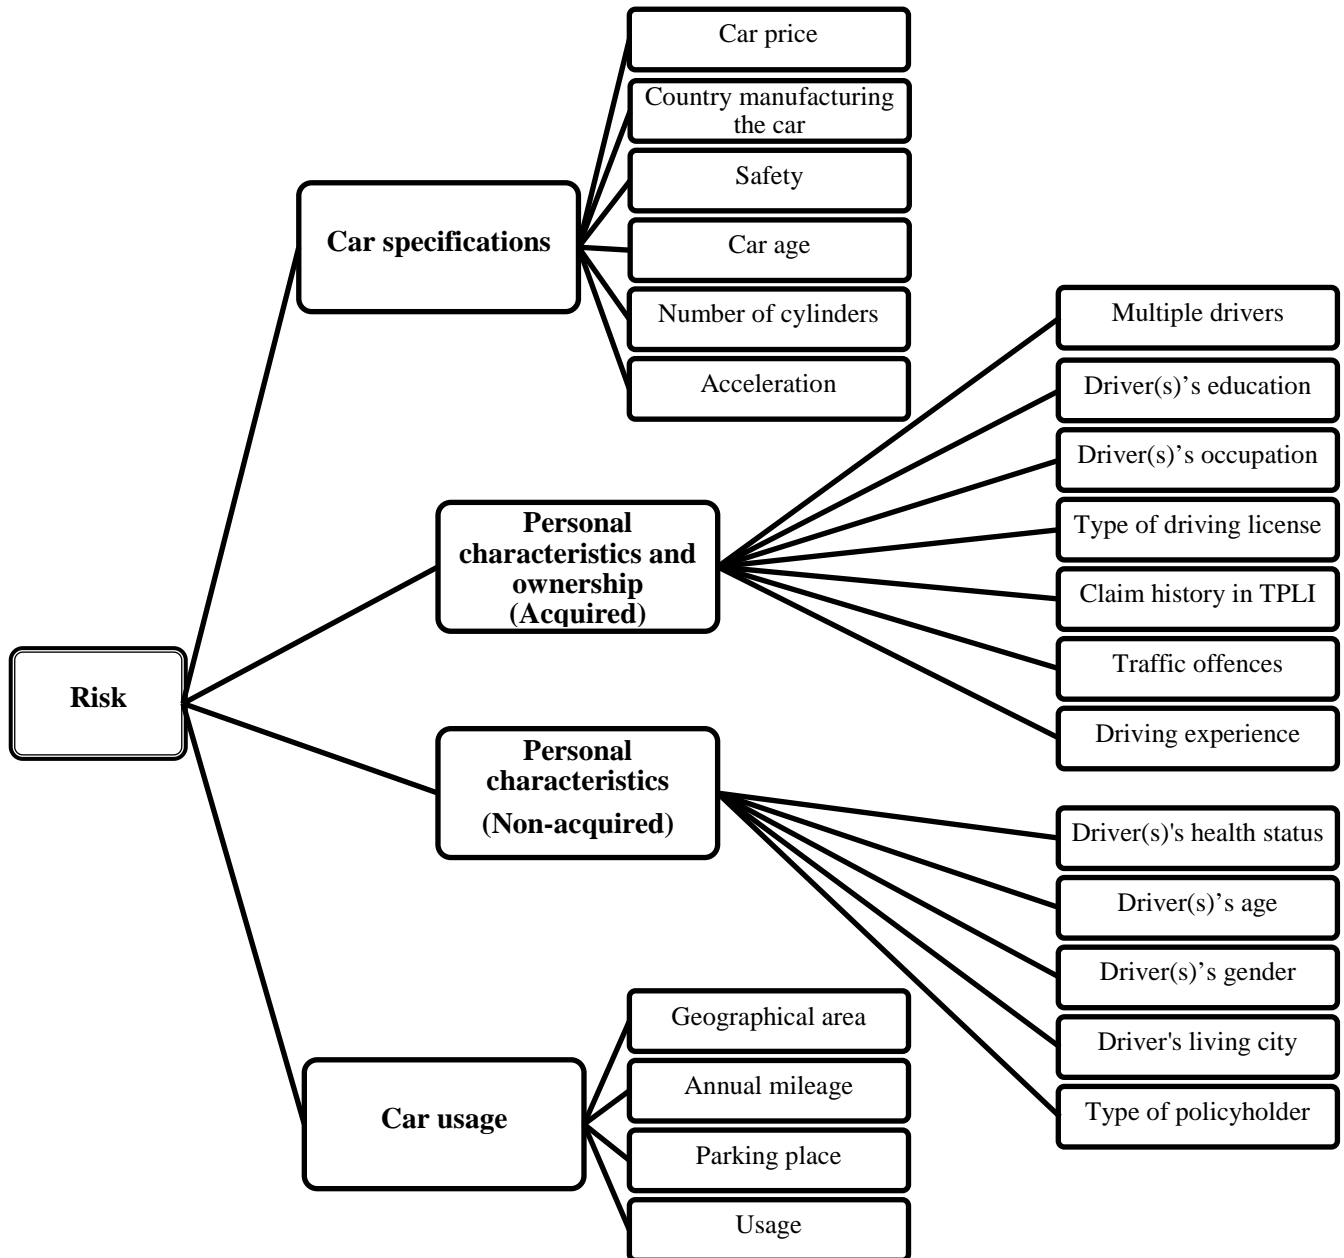 Risk
Car specifications
Car price
Country manufacturing
the car
Safety
Car age
Number of cylinders
Acceleration
Personal
characteristics and
ownership
(Acquired)
Multiple drivers
Driver(s)’s education
Driver(s)’s occupation
Type of driving license
Claim history in TPLI
Traffic offences
Driving experience
Personal
characteristics
(Non-acquired)
Driver(s)'s health status
Driver(s)’s age
Driver(s)’s gender
Driver's living city
Type of policyholder
Car usage
Geographical area
Annual mileage
Parking place
Usage